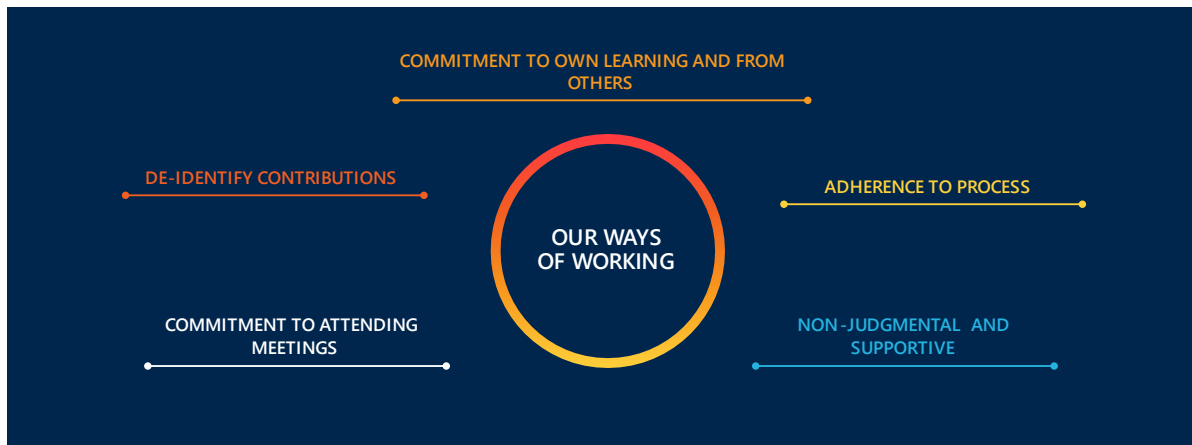 COMMITMENT TO OWN LEARNING AND FROM
OTHERS
DE-IDENTIFY CONTRIBUTIONS
ADHERENCE TO PROCESS
OUR WAYS
OF WORKING
COMMITMENT TO ATTENDING
MEETINGS
NON-JUDGMENTAL AND
SUPPORTIVE